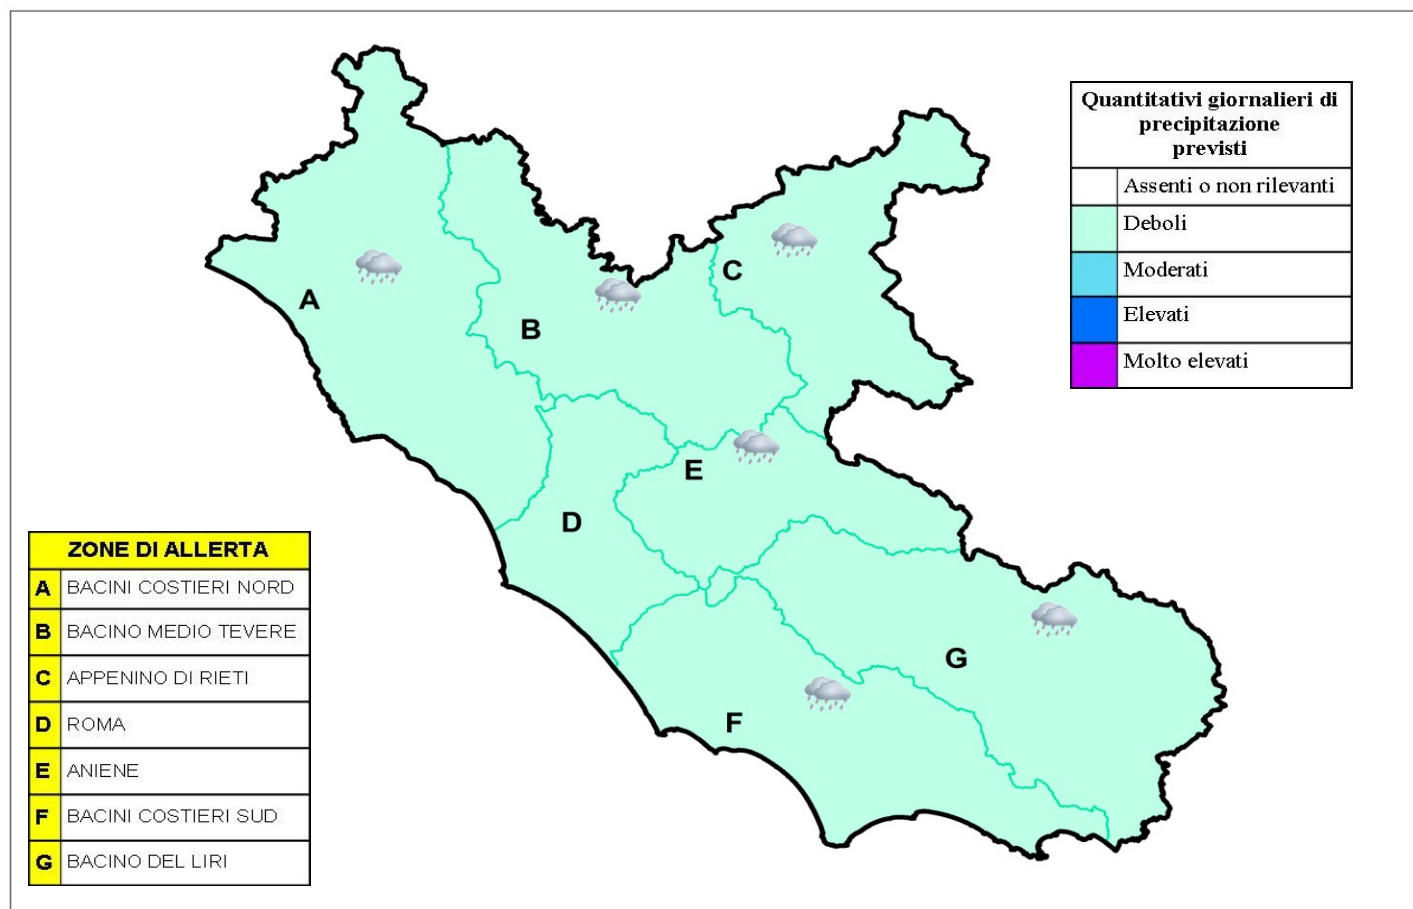 Quantitativi giornalieri di
precipitazione
previsti
Assenti o non rilevanti
Deboli
Moderati
Elevati
Molto elevati
A
B
C
D
E
F
G
ZONE DI ALLERTA
A BACINI COSTIERI NORD
B BACINO MEDIO TEVERE
C APPENINO DI RIETI
D ROMA
E ANIENE
F BACINI COSTIERI SUD
G BACINO DEL LIRI